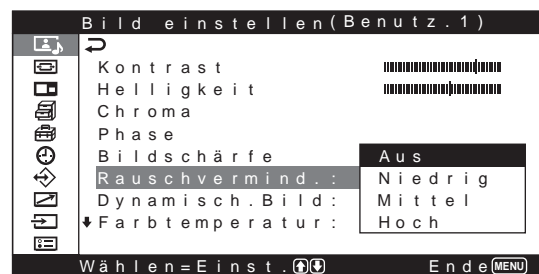 Bild einstellen(Benutz.1)
Kontrast
Helligkeit
Chroma
Phase
Bildschärfe
Aus
Rauschvermind.:
Niedrig
Dynamisch.Bild:
Mittel
Farbtemperatur:
Hoch
Wählen=Einst.
Ende MENU